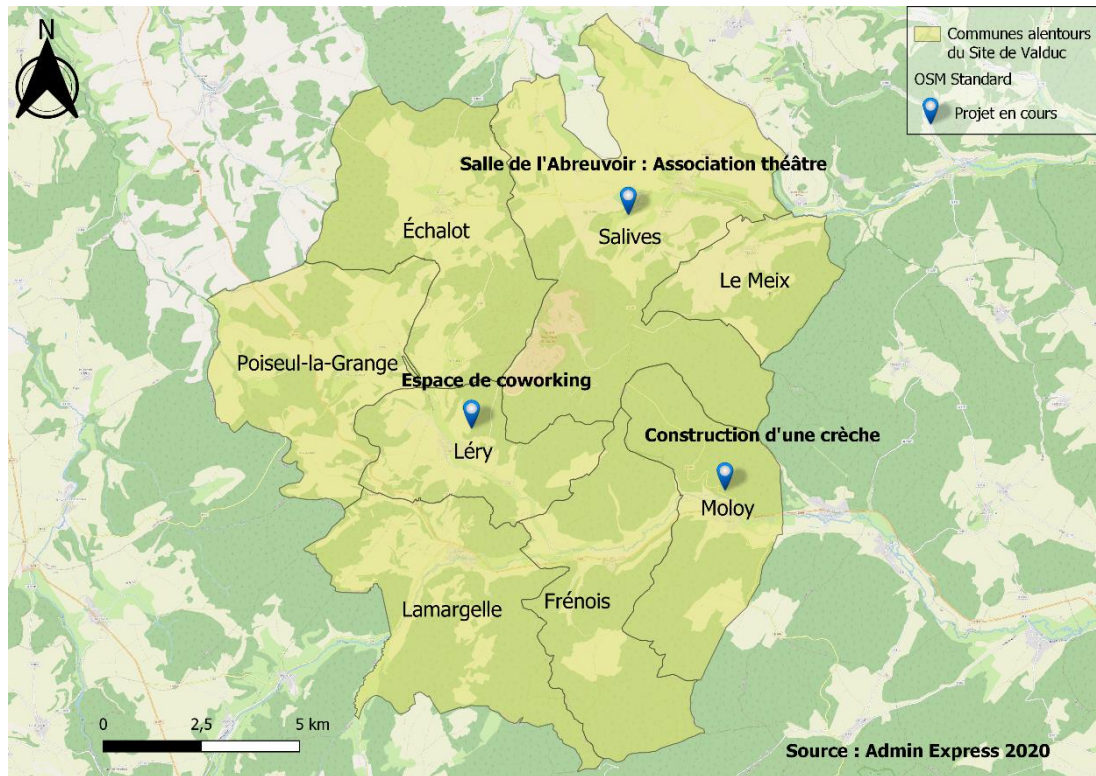 N
Communes alentours
du Site de Valduc
OSM Standard
Projet en cours
Salle de l'Abreuvoir : Association théâtre
Échalot
Salives
Le Meix
Poiseul-la-Grange
Espace de coworking
Léry
Construction d'une crèche
Moloy
Lamargelle
Frénois
0 2,5 5 km
Source : Admin Express 2020